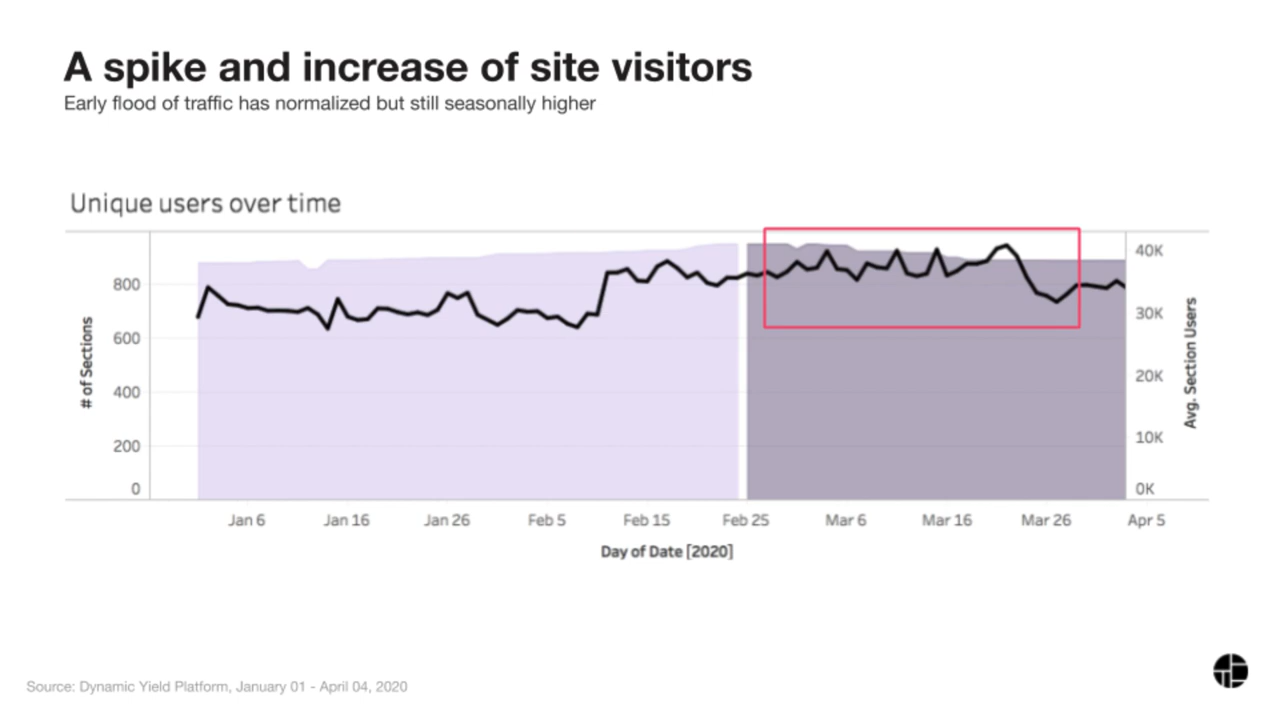 A spike and increase of site visitors
Early flood of traffic has normalized but still seasonally higher
Unique users over time
# of Sections
800
600
400
200
0
40K
30K
20K
10K
0K
Avg. Section Users
Jan 6 Jan 16 Jan 26 Feb 5 Feb 15 Feb 25 Mar 6 Mar 16 Mar 26 Apr 5
Day of Date [2020]
Source: Dynamic Yield Platform, January 01 - April 04, 2020